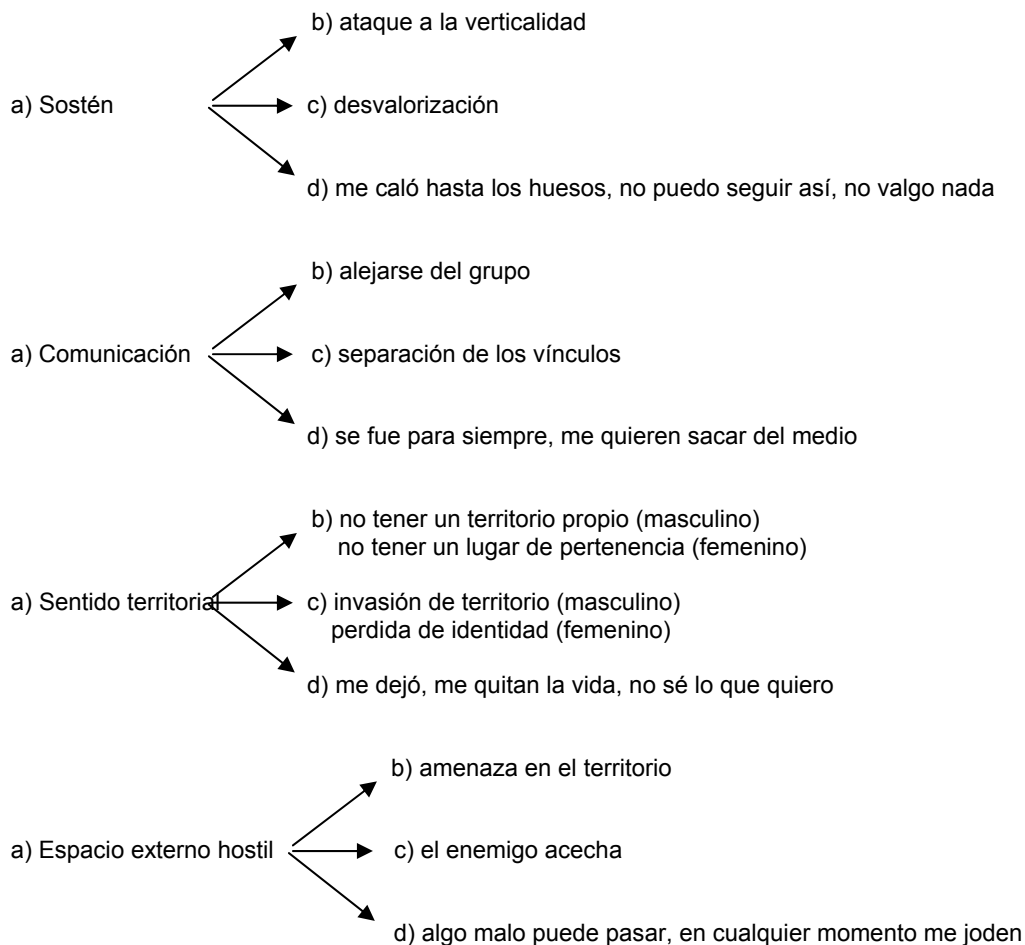 b) ataque a la verticalidad
a) Sostén
c) desvalorización
d) me caló hasta los huesos, no puedo seguir así, no valgo nada
b) alejarse del grupo
a) Comunicación
c) separación de los vínculos
d) se fue para siempre, me quieren sacar del medio
b) no tener un territorio propio (masculino)
no tener un lugar de pertenencia (femenino)
a) Sentido territorial
c) invasión de territorio (masculino)
perdida de identidad (femenino)
d) me dejó, me quitan la vida, no sé lo que quiero
b) amenaza en el territorio
a) Espacio externo hostil
c) el enemigo acecha
d) algo malo puede pasar, en cualquier momento me joden